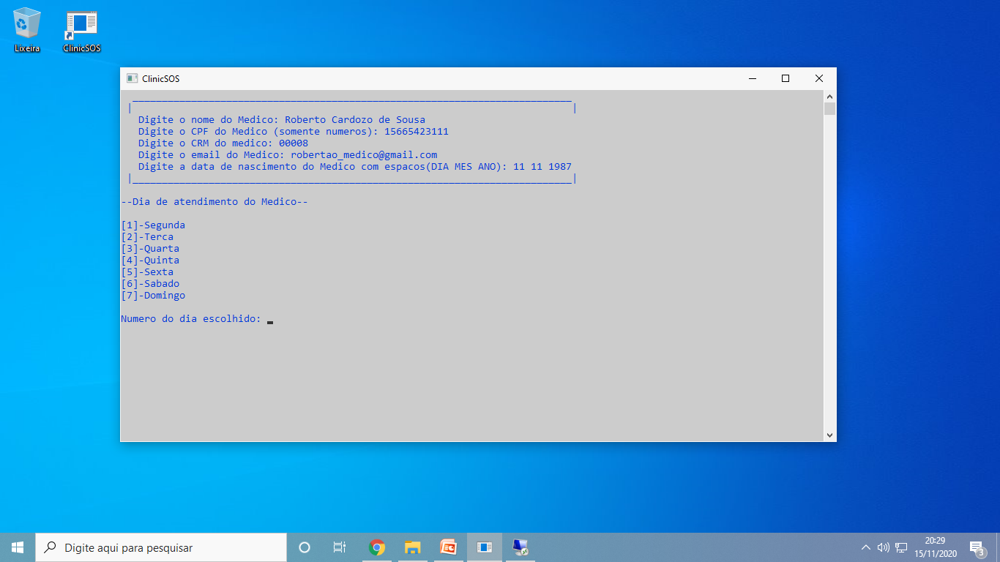 Lixeira
ClinicSOS
ClinicSOS
Digite o nome do Medico: Roberto Cardozo de Sousa
Digite o CPF do Medico (somente numeros): 15665423111
Digite o CRM do medico: 00008
Digite o email do Medico: robertao_medico@gmail.com
Digite a data de nascimento do Medico com espacos(DIA MES ANO): 11 11 1987
--Dia de atendimento do Medico--
[1]-Segunda
[2]-Terca
[3]-Quarta
[4]-Quinta
[5]-Sexta
[6]-Sabado
[7]-Domingo
Numero do dia escolhido:
Digite aqui para pesquisar
20:29
15/11/2020
3